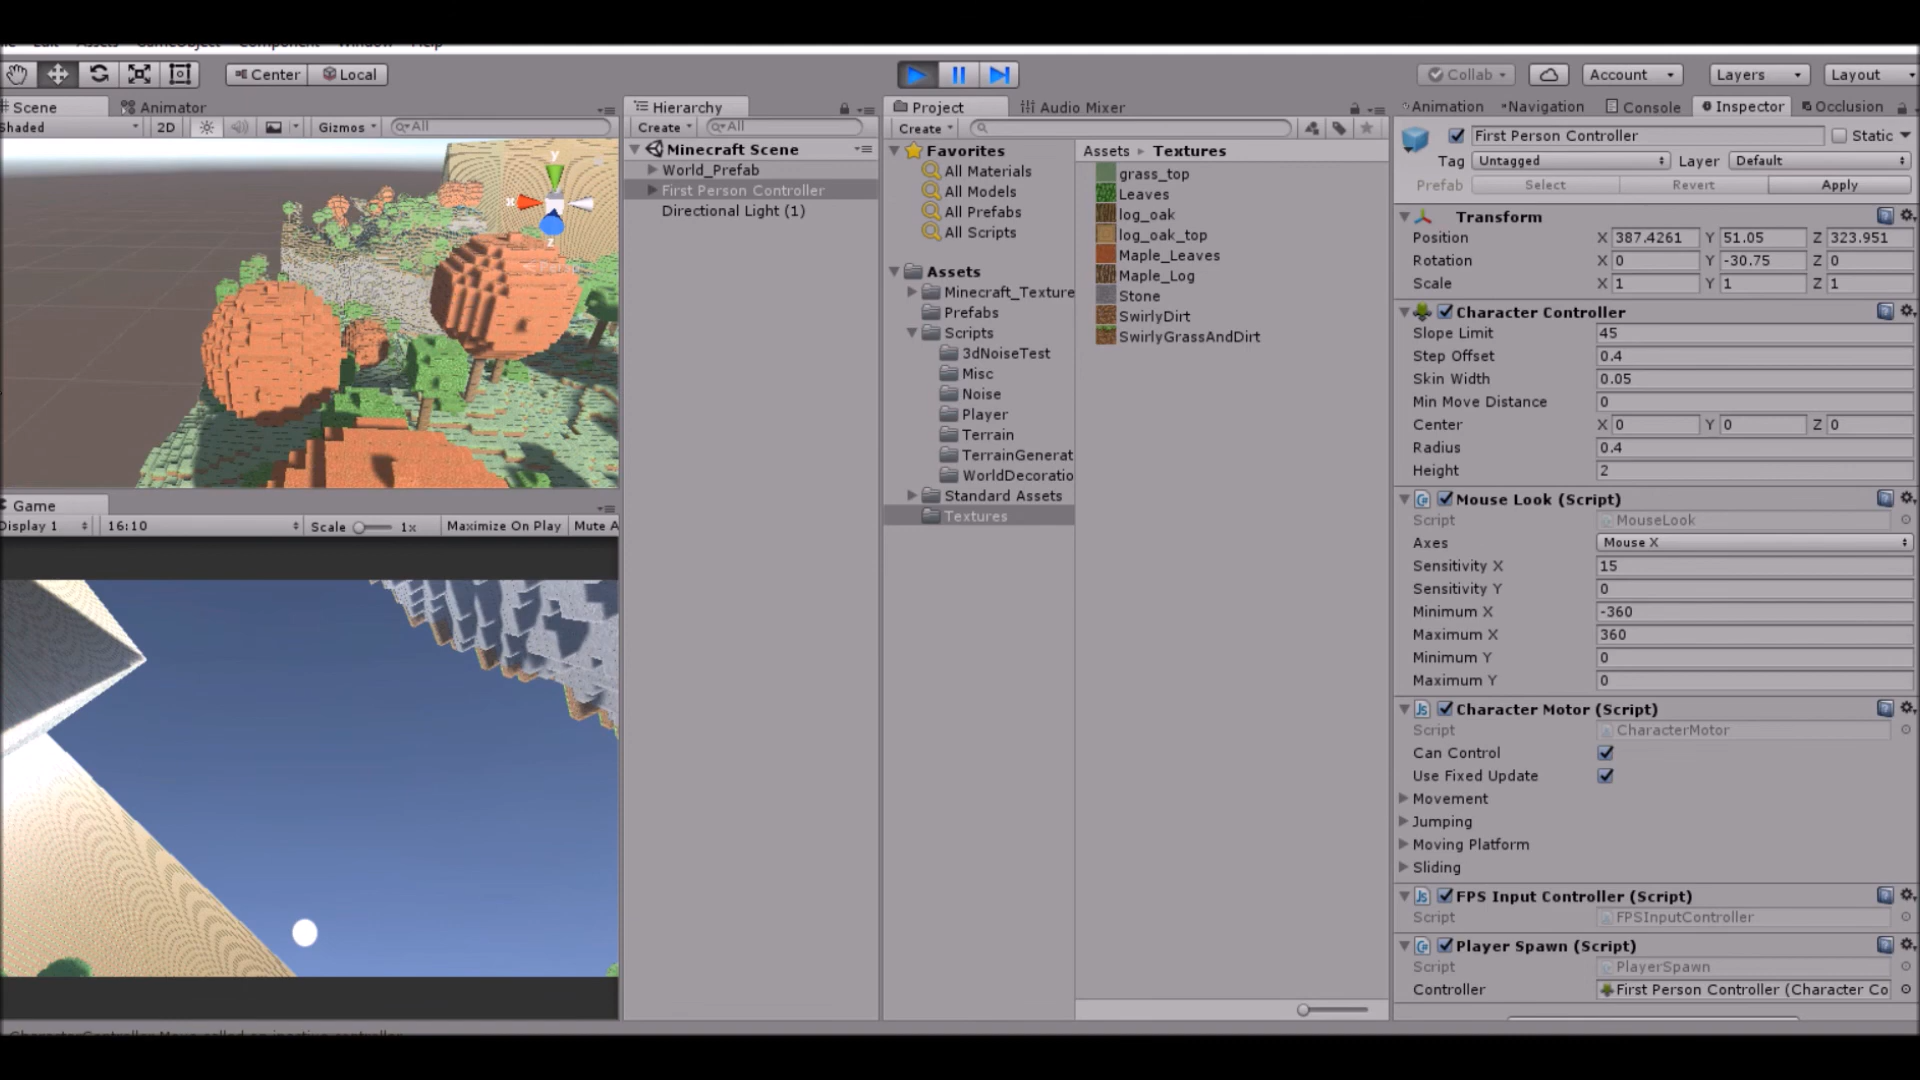 Center
Local
Collab
Account
Layers
Layout
Scene
Animator
Shaded
2D
Gizmos
All
Game
Display 1
16:10
Scale
1x
Maximize On Play
Mute A
Hierarchy
Create
All
Minecraft Scene
World_Prefab
First Person Controller
Directional Light (1)
Project
Audio Mixer
Create
Favorites
All Materials
All Models
All Prefabs
All Scripts
Assets
Minecraft_Texture
Prefabs
Scripts
3dNoiseTest
Misc
Noise
Player
Terrain
TerrainGenerat
WorldDecoratio
Standard Assets
Textures
Assets
Textures
grass_top
Leaves
log_oak
log_oak_top
Maple_Leaves
Maple_Log
Stone
SwirlyDirt
SwirlyGrassAndDirt
Animation
Navigation
Console
Inspector
Occlusion
First Person Controller
Static
Tag Untagged
Layer Default
Prefab Select Revert Apply
Transform
Position X 387.4261 Y 51.05 Z 323.951
Rotation X 0 Y -30.75 Z 0
Scale X 1 Y 1 Z 1
Character Controller
Slope Limit 45
Step Offset 0.4
Skin Width 0.05
Min Move Distance 0
Center X 0 Y 0 Z 0
Radius 0.4
Height 2
Mouse Look (Script)
Script MouseLook
Axes Mouse X
Sensitivity X 15
Sensitivity Y 0
Minimum X -360
Maximum X 360
Minimum Y 0
Maximum Y 0
Character Motor (Script)
Script CharacterMotor
Can Control
Use Fixed Update
Movement
Jumping
Moving Platform
Sliding
FPS Input Controller (Script)
Script FPSInputController
Player Spawn (Script)
Script PlayerSpawn
Controller First Person Controller (Character Co